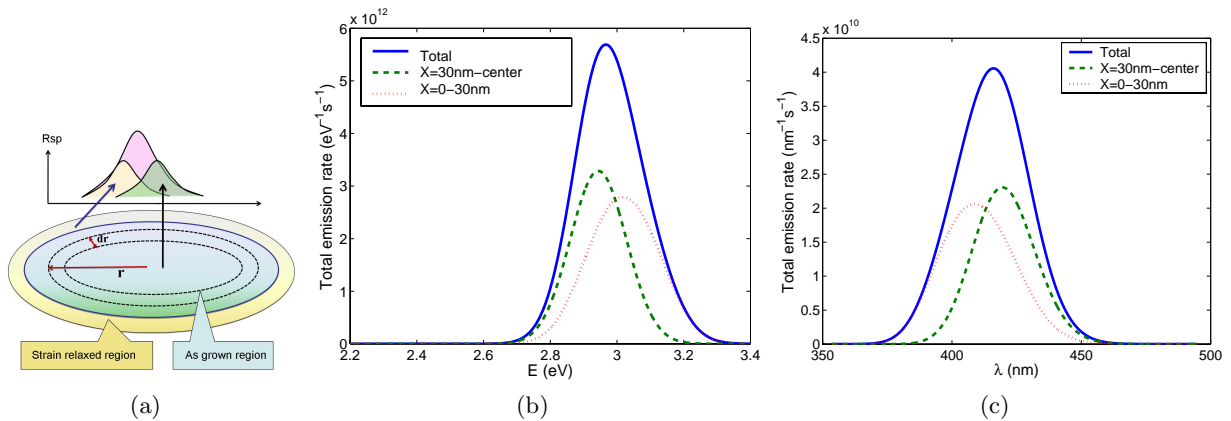 Rsp
dr
r
Strain relaxed region
As grown region
(a)
x 10^12
6
5
4
3
2
1
0
Total emission rate (eV^−1s^−1)
Total
X=30nm−center
X=0−30nm
2.2 2.4 2.6 2.8 3 3.2 3.4
E (eV)
(b)
x 10^10
4.5
4
3.5
3
2.5
2
1.5
1
0.5
0
Total emission rate (nm^−1s^−1)
Total
X=30nm−center
X=0−30nm
350 400 450 500
λ (nm)
(c)